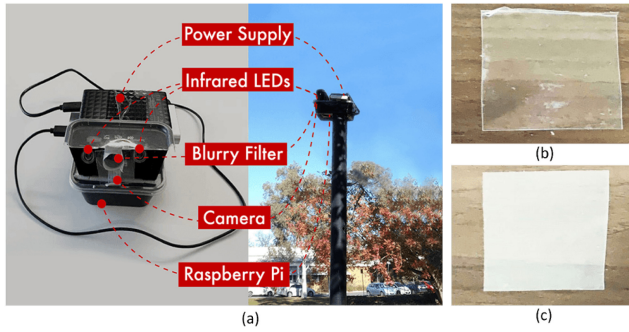 Power Supply
Infrared LEDs
Blurry Filter
Camera
Raspberry Pi
(a)
(b)
(c)